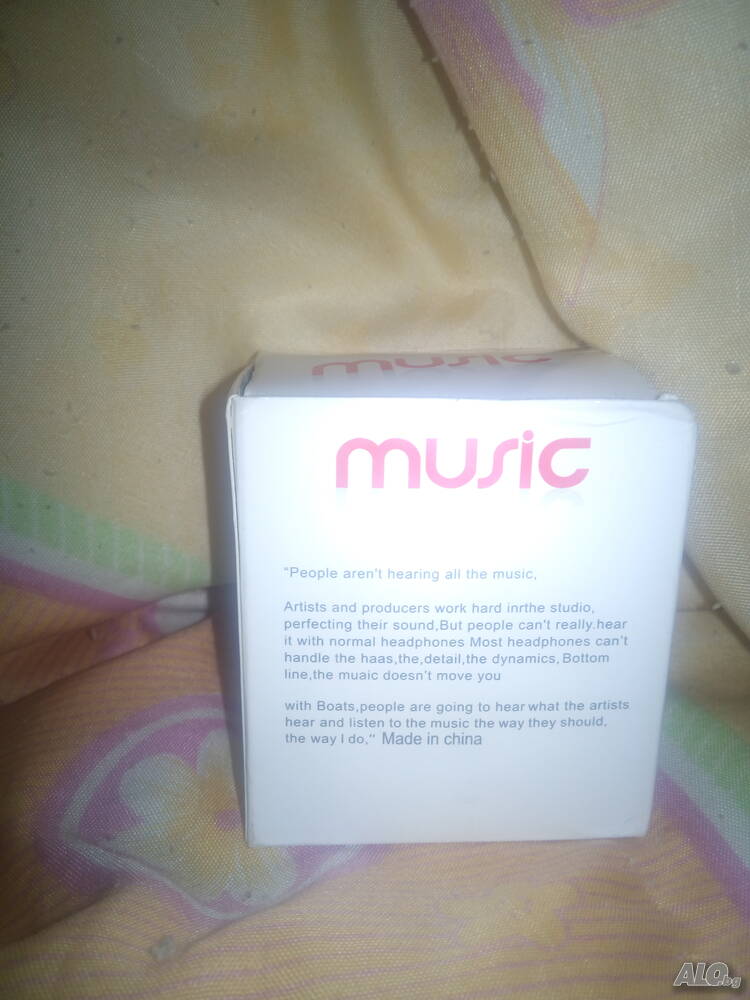 music
music
"People aren't hearing all the music,
Artists and producers work hard inrthe studio,
perfecting their sound,But people can't really.hear
it with normal headphones Most headphones can't
handle the haas,the,detail,the dynamics, Bottom
line,the muaic doesn't move you
with Boats,people are going to hear what the artists
hear and listen to the music the way they should,
the way I do," Made in china
ALO.bg